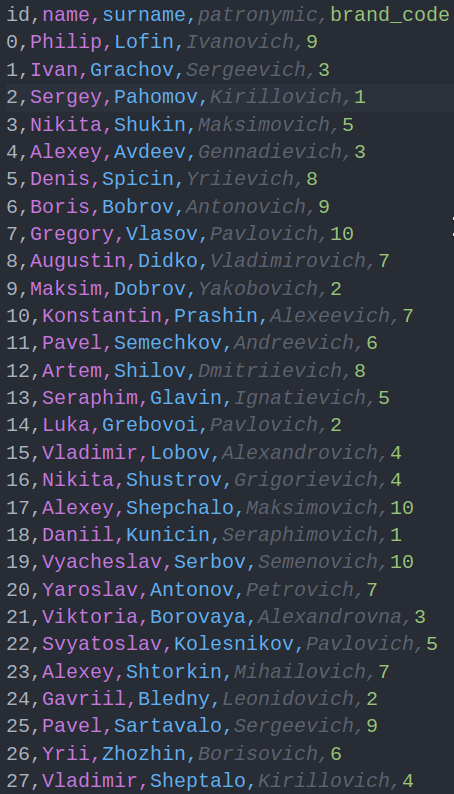 id,name,surname,patronymic,brand_code
0,Philip,Lofin,Ivanovich,9
1,Ivan,Grachov,Sergeevich,3
2,Sergey,Pahomov,Kirillovich,1
3,Nikita,Shukin,Maksimovich,5
4,Alexey,Avdeev,Gennadievich,3
5,Denis,Spicin,Yriievich,8
6,Boris,Bobrov,Antonovich,9
7,Gregory,Vlasov,Pavlovich,10
8,Augustin,Didko,Vladimirovich,7
9,Maksim,Dobrov,Yakobovich,2
10,Konstantin,Prashin,Alexeevich,7
11,Pavel,Semechkov,Andreevich,6
12,Artem,Shilov,Dmitriievich,8
13,Seraphim,Glavin,Ignatievich,5
14,Luka,Grebovoi,Pavlovich,2
15,Vladimir,Lobov,Alexandrovich,4
16,Nikita,Shustrov,Grigorievich,4
17,Alexey,Shepchalo,Maksimovich,10
18,Daniil,Kunicin,Seraphimovich,1
19,Vyacheslav,Serbov,Semenovich,10
20,Yaroslav,Antonov,Petrovich,7
21,Viktoria,Borovaya,Alexandrovna,3
22,Svyatoslav,Kolesnikov,Pavlovich,5
23,Alexey,Shtorkin,Mihailovich,7
24,Gavriil,Bledny,Leonidovich,2
25,Pavel,Sartavalo,Sergeevich,9
26,Yrii,Zhozhin,Borisovich,6
27,Vladimir,Sheptalo,Kirillovich,4